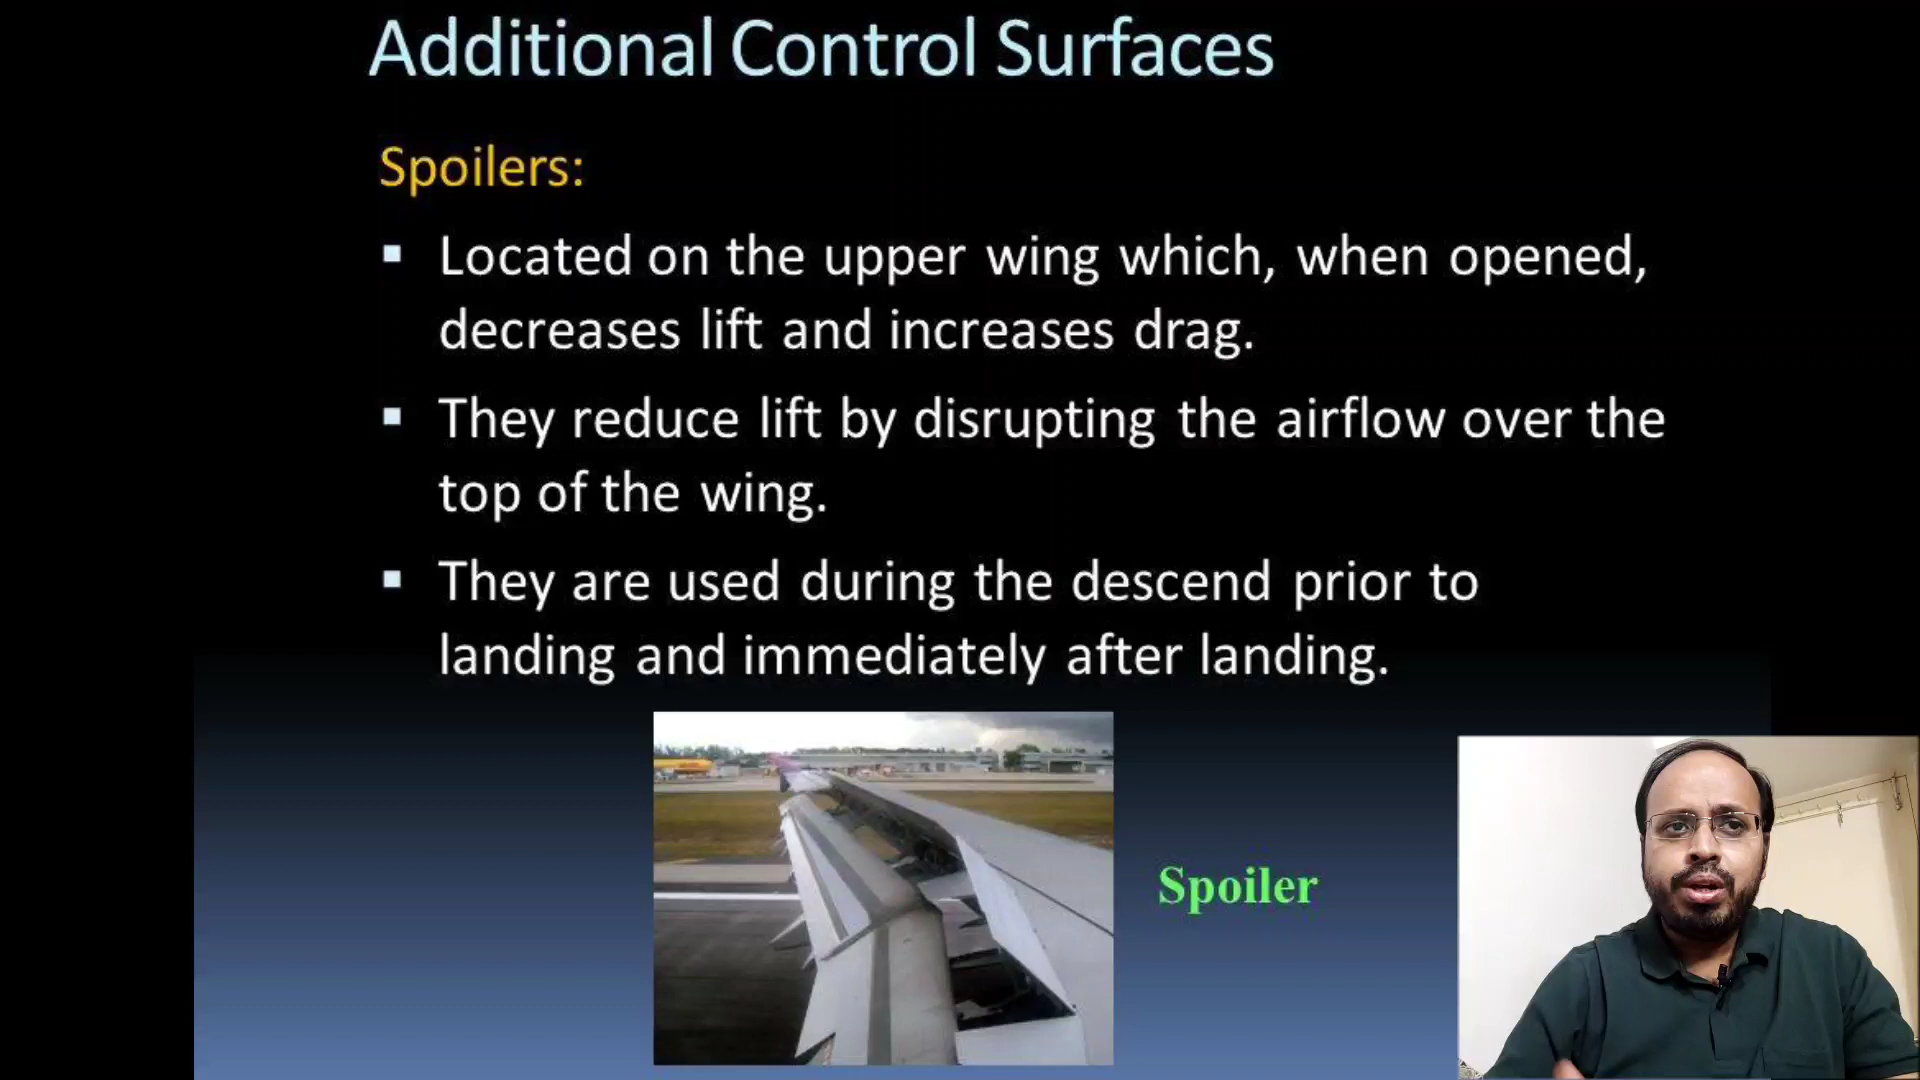 Additional Control Surfaces
Spoilers:
▪ Located on the upper wing which, when opened,
decreases lift and increases drag.
▪ They reduce lift by disrupting the airflow over the
top of the wing.
▪ They are used during the descend prior to
landing and immediately after landing.
Spoiler